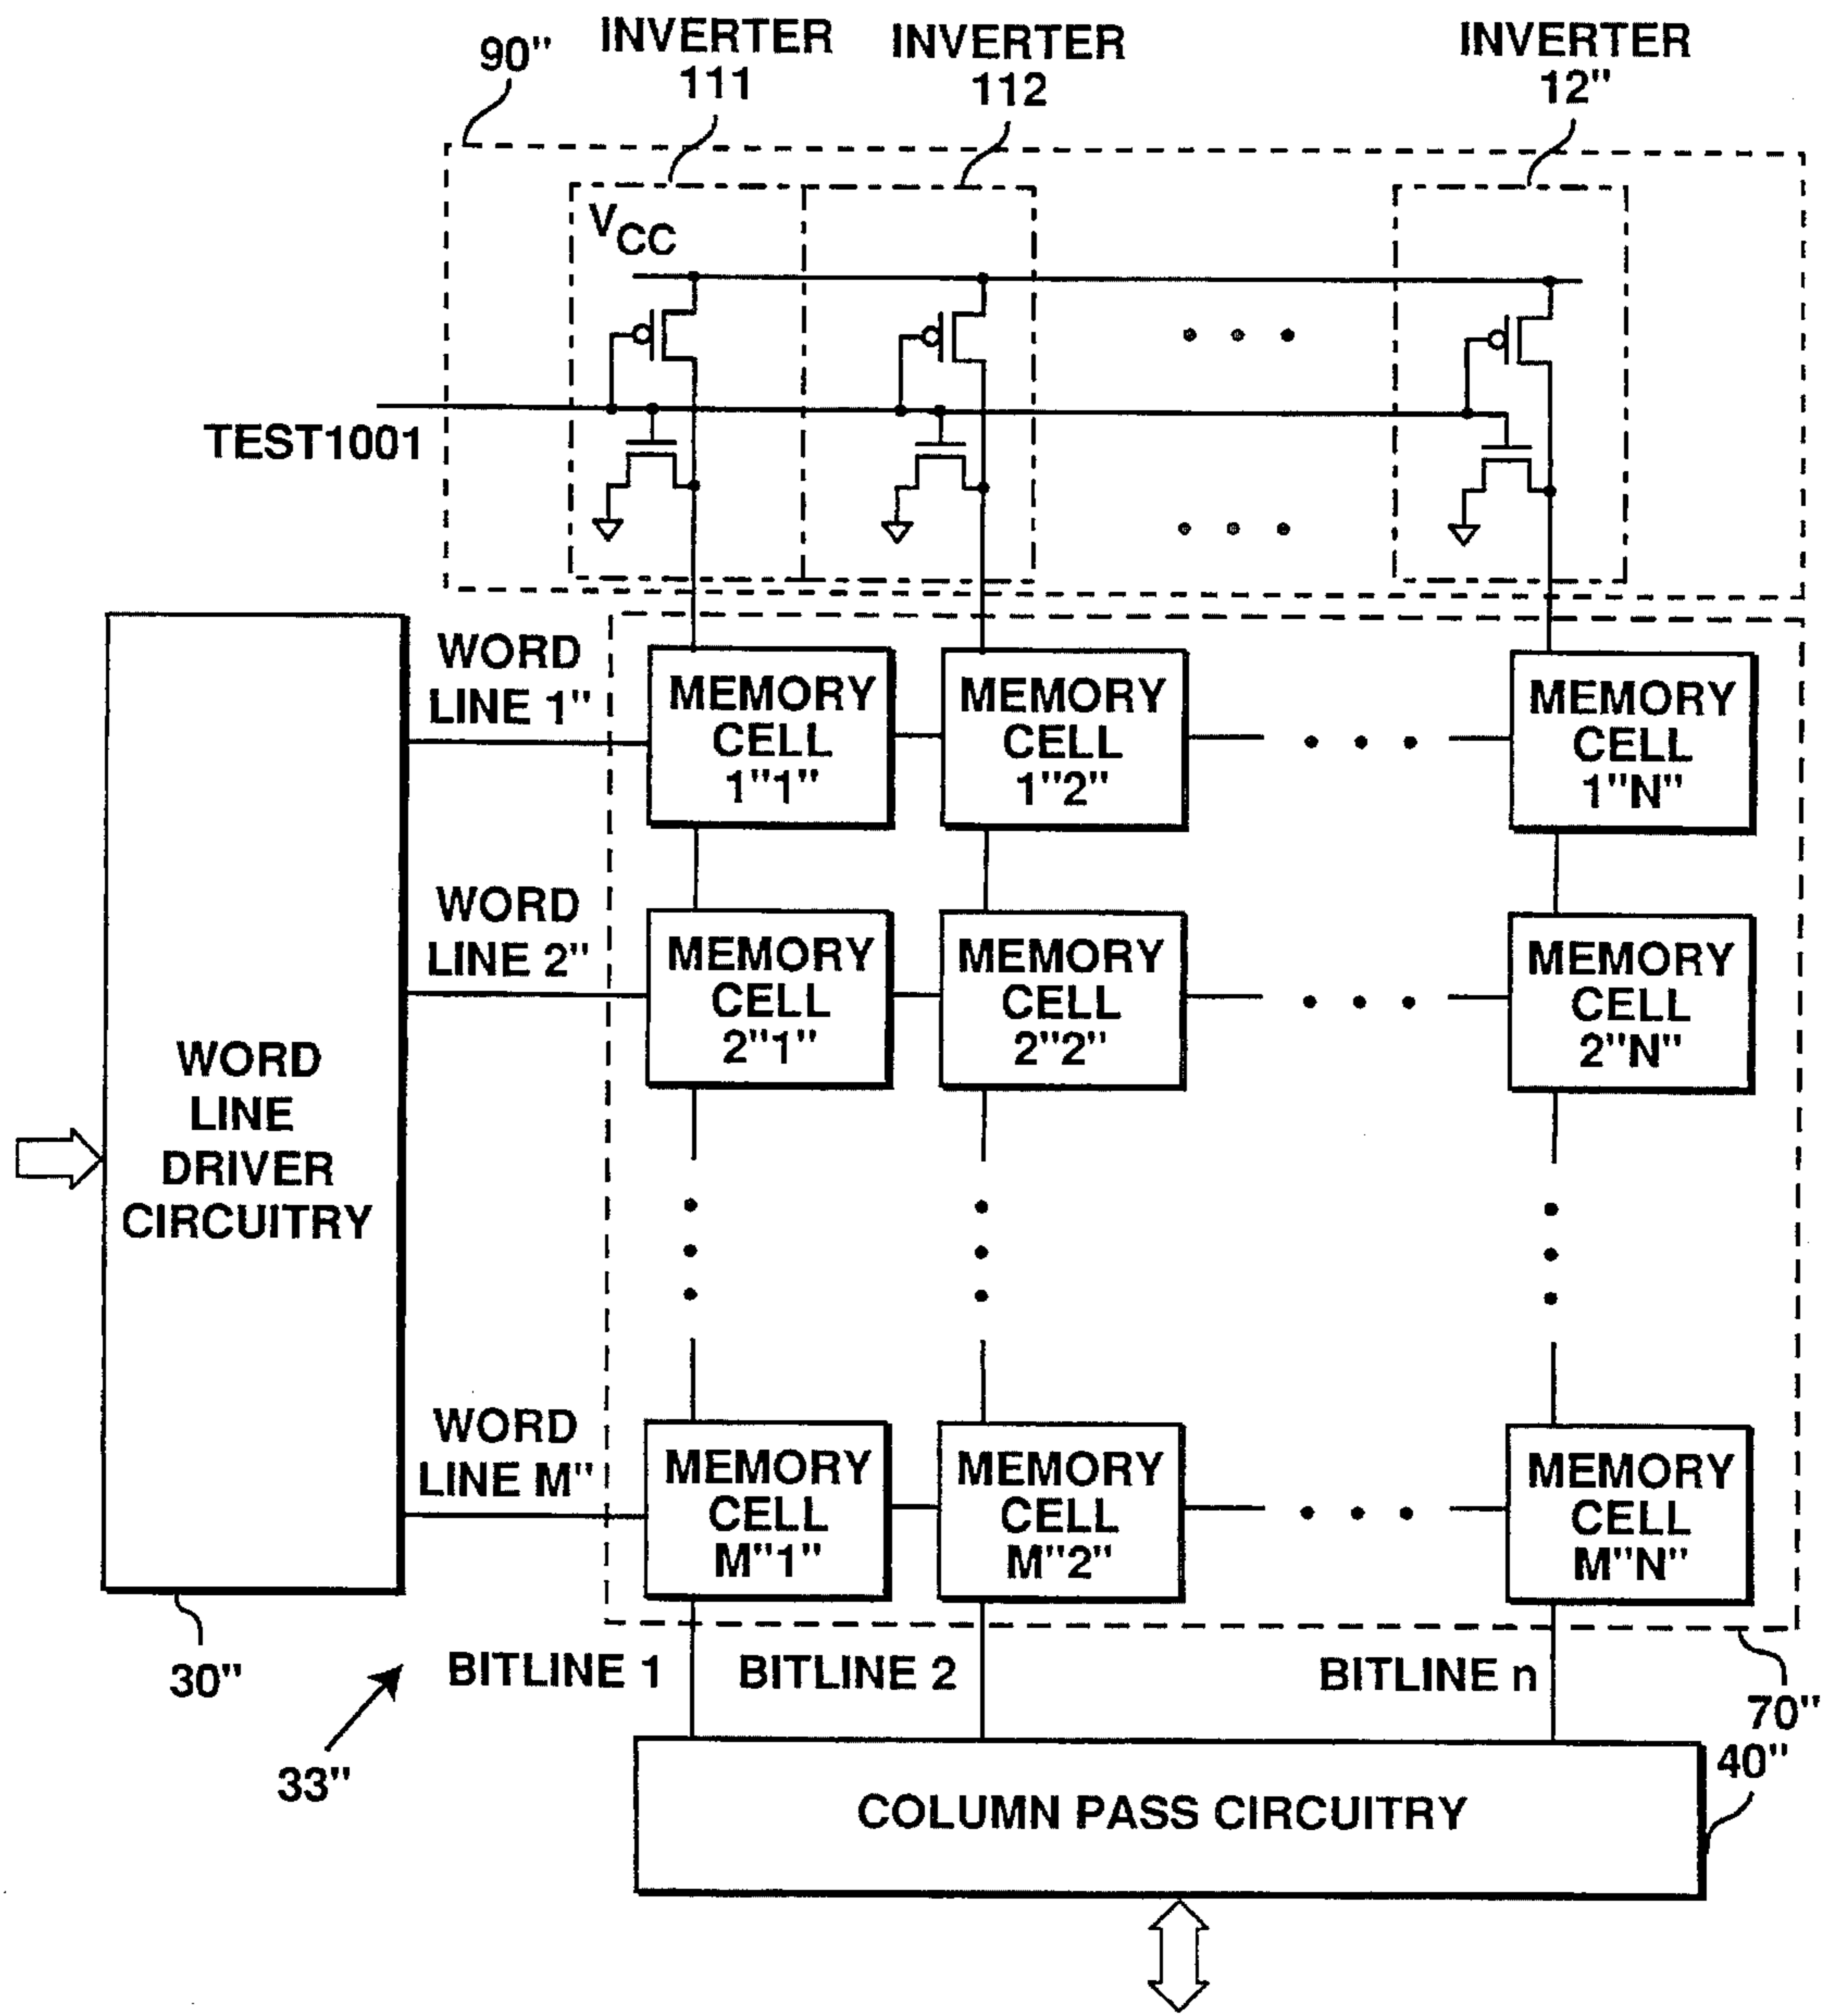 90"
INVERTER
111
INVERTER
112
INVERTER
12"
VCC
TEST1001
WORD
LINE 1"
MEMORY
CELL
1"1"
MEMORY
CELL
1"2"
MEMORY
CELL
1"N"
WORD
LINE 2"
MEMORY
CELL
2"1"
MEMORY
CELL
2"2"
MEMORY
CELL
2"N"
WORD
LINE
DRIVER
CIRCUITRY
WORD
LINE M"
MEMORY
CELL
M"1"
MEMORY
CELL
M"2"
MEMORY
CELL
M"N"
30"
33"
BITLINE 1
BITLINE 2
BITLINE n
70"
40"
COLUMN PASS CIRCUITRY